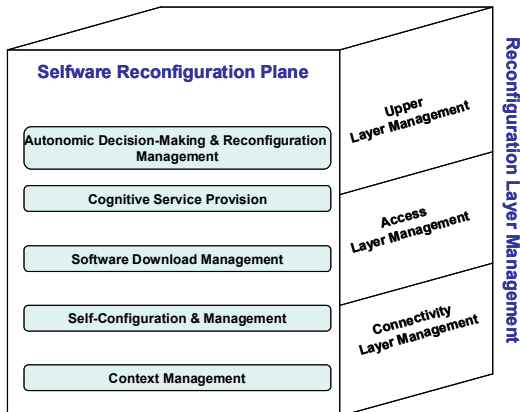 Selfware Reconfiguration Plane
Autonomic Decision-Making & Reconfiguration
Management
Cognitive Service Provision
Software Download Management
Self-Configuration & Management
Context Management
Upper
Layer Management
Access
Layer Management
Connectivity
Layer Management
Reconfiguration Layer Management